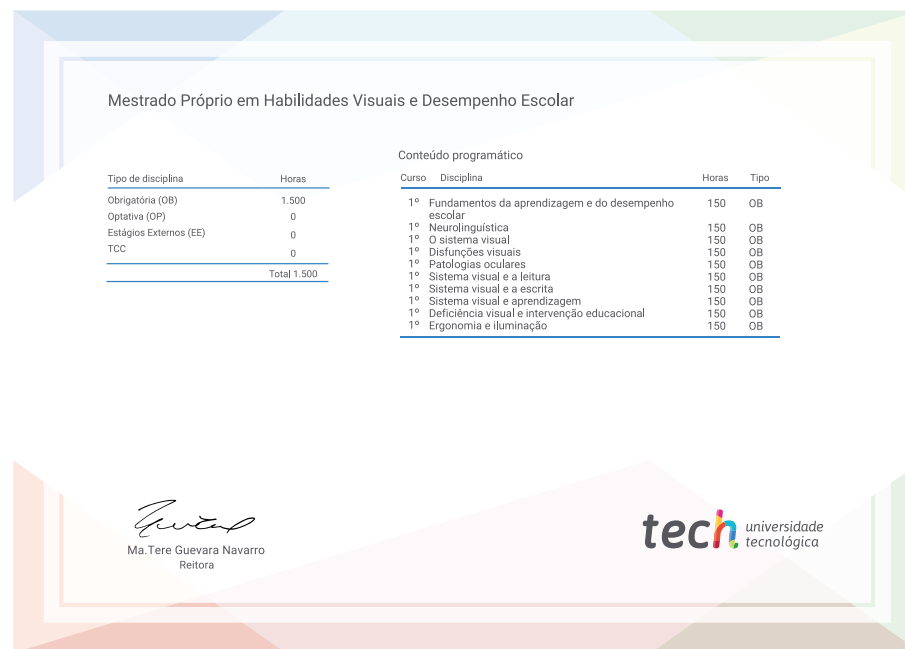 Mestrado Próprio em Habilidades Visuais e Desempenho Escolar
Tipo de disciplina Horas
Obrigatória (OB) 1.500
Optativa (OP) 0
Estágios Externos (EE) 0
TCC 0
Total 1.500
Conteúdo programático
Curso Disciplina Horas Tipo
1º Fundamentos da aprendizagem e do desempenho 150 OB
escolar
1º Neurolinguística 150 OB
1º O sistema visual 150 OB
1º Disfunções visuais 150 OB
1º Patologias oculares 150 OB
1º Sistema visual e a leitura 150 OB
1º Sistema visual e a escrita 150 OB
1º Sistema visual e aprendizagem 150 OB
1º Deficiência visual e intervenção educacional 150 OB
1º Ergonomia e iluminação 150 OB
Ma.Tere Guevara Navarro
Reitora
tech universidade
tecnológica